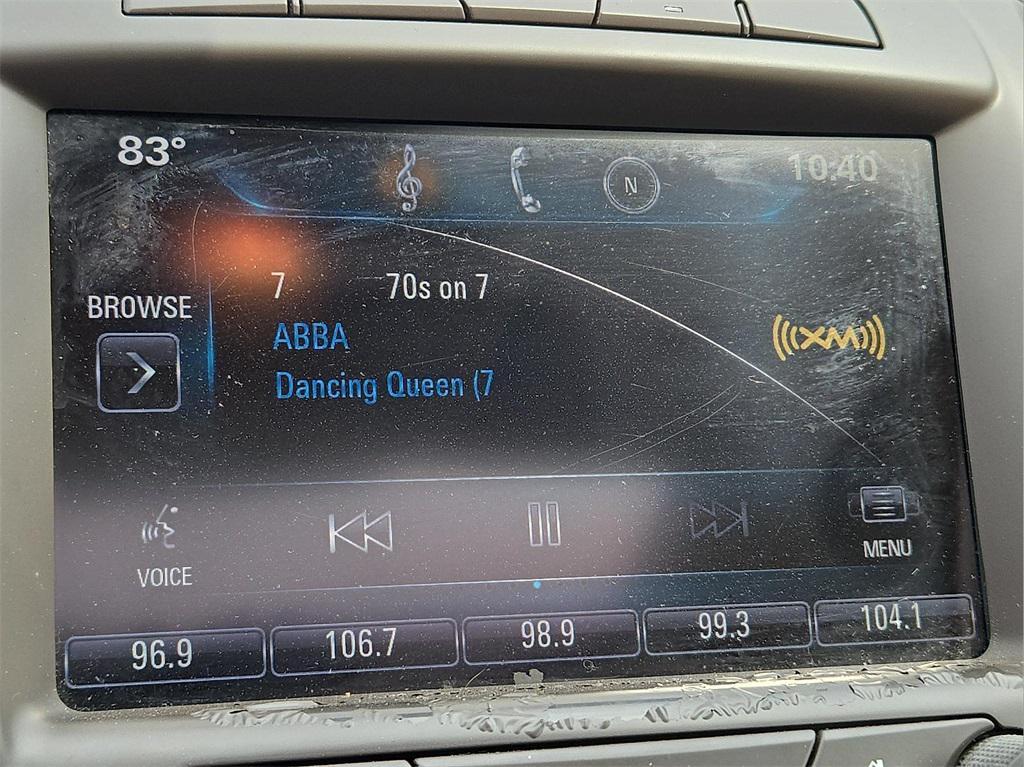 83° N 10:40
7 70s on 7
BROWSE
ABBA
XM
Dancing Queen (7
VOICE
MENU
96.9 106.7 98.9 99.3 104.1